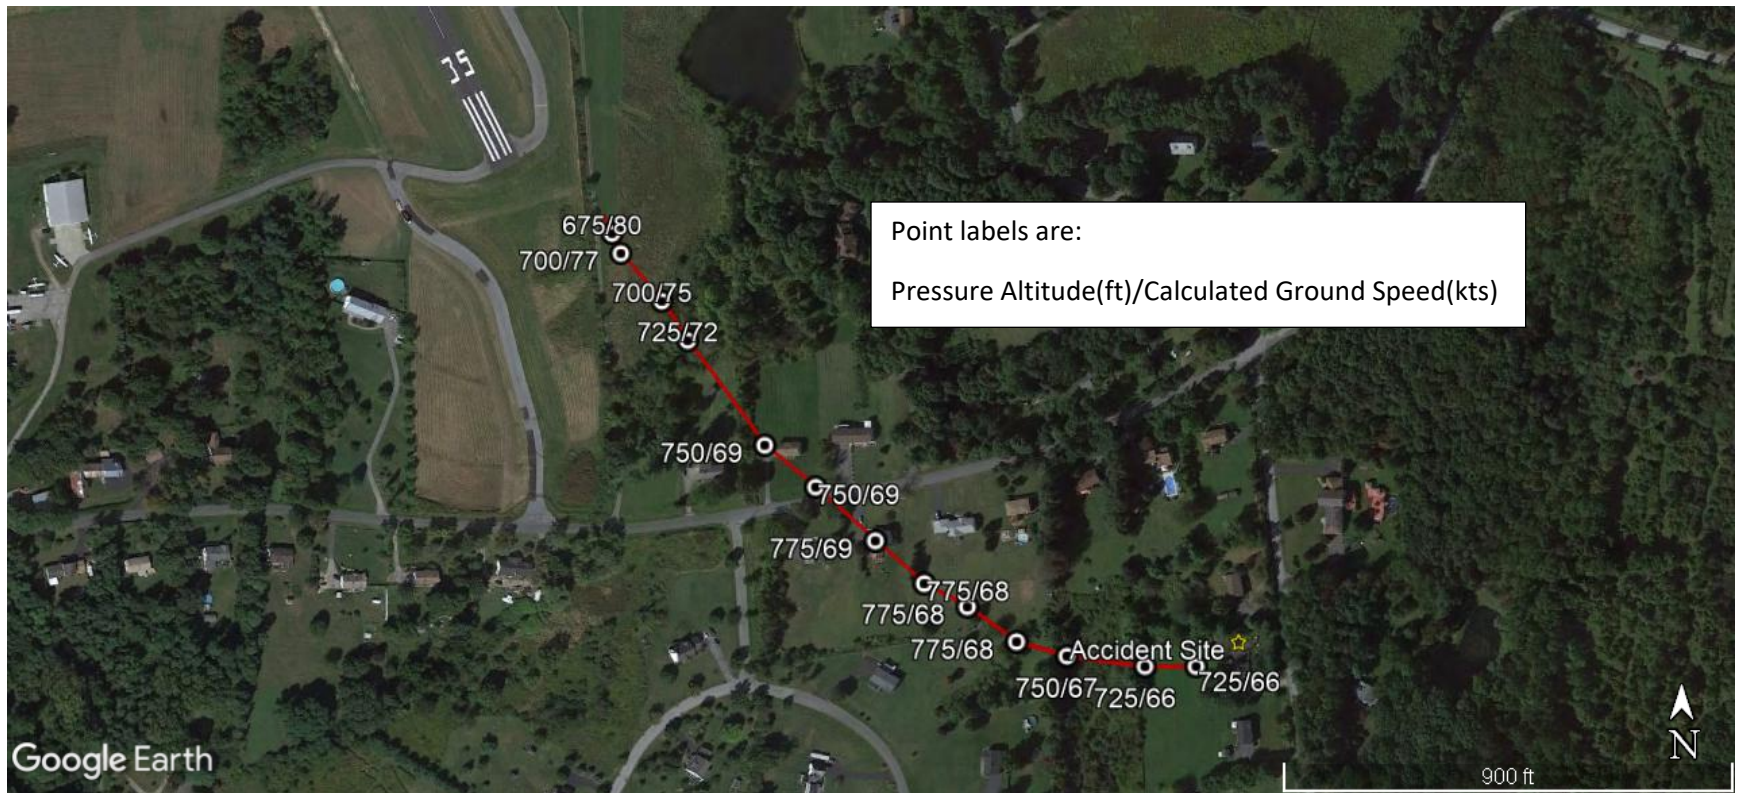 35
675/80
Point labels are:
700/77
Pressure Altitude(ft)/Calculated Ground Speed(kts)
700/75
725/72
750/69
750/69
775/69
775/68
775/68
775/68
Accident Site
750/67
725/66
725/66
N
Google Earth
900 ft